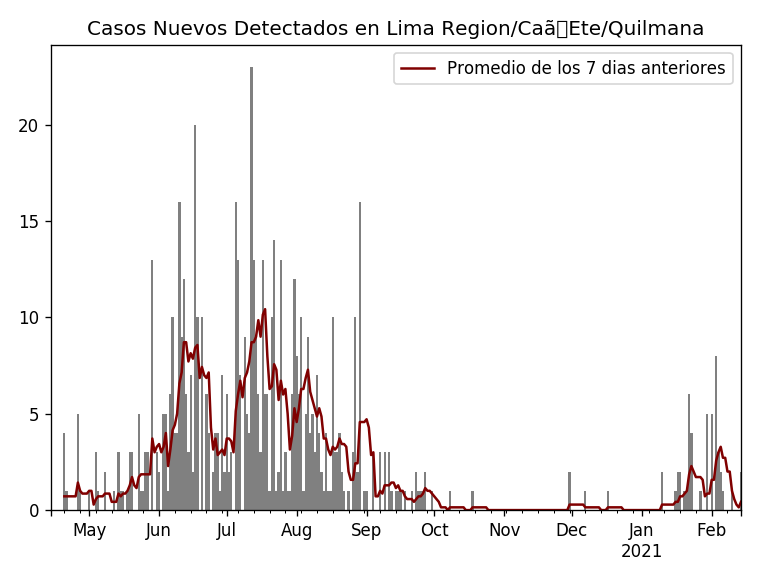 Casos Nuevos Detectados en Lima Region/Caã▯Ete/Quilmana
Promedio de los 7 dias anteriores
20
15
10
5
0
May Jun Jul Aug Sep Oct Nov Dec Jan Feb
2021